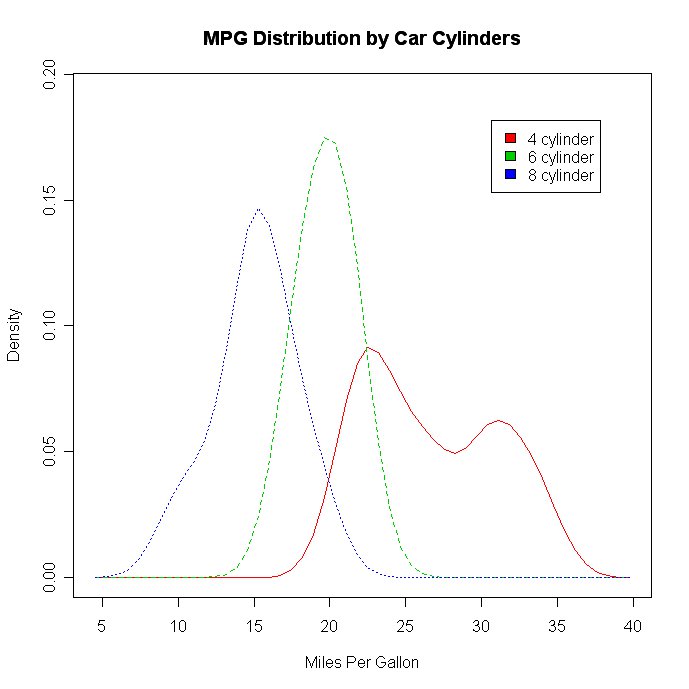 MPG Distribution by Car Cylinders
0.20
0.15
0.10
0.05
0.00
Density
4 cylinder
6 cylinder
8 cylinder
5 10 15 20 25 30 35 40
Miles Per Gallon